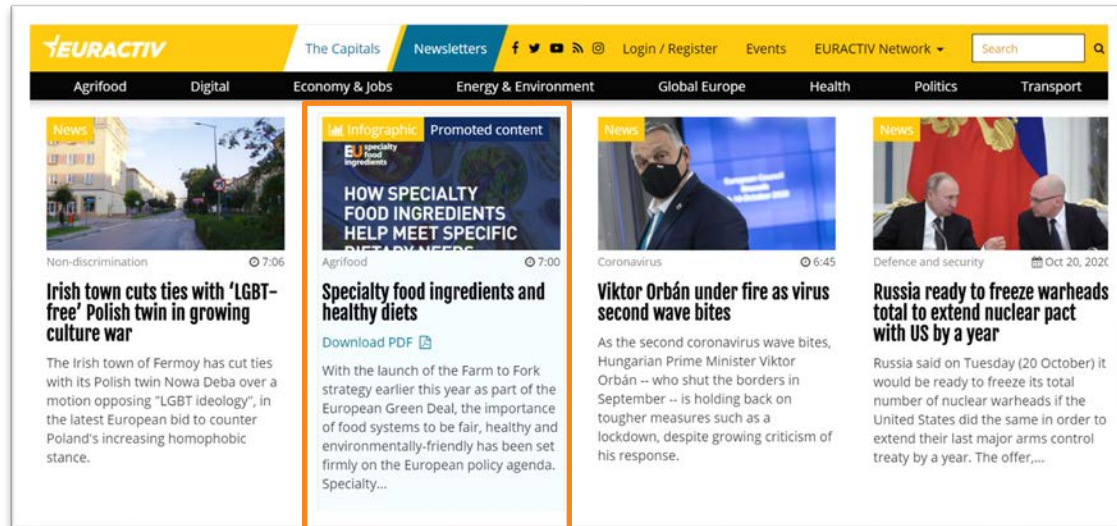 EURACTIV
The Capitals
Newsletters
Login / Register
Events
EURACTIV Network
Search
Agrifood
Digital
Economy & Jobs
Energy & Environment
Global Europe
Health
Politics
Transport
News
Non-discrimination
7:06
Irish town cuts ties with ‘LGBT-
free’ Polish twin in growing
culture war
The Irish town of Fermoy has cut ties
with its Polish twin Nowa Deba over a
motion opposing "LGBT ideology", in
the latest European bid to counter
Poland's increasing homophobic
stance.
Infographic
Promoted content
EU specialty
food
ingredients
HOW SPECIALTY
FOOD INGREDIENTS
HELP MEET SPECIFIC
DIETARY NEEDS
Agrifood
7:00
Specialty food ingredients and
healthy diets
Download PDF
With the launch of the Farm to Fork
strategy earlier this year as part of the
European Green Deal, the importance
of food systems to be fair, healthy and
environmentally-friendly has been set
firmly on the European policy agenda.
Specialty...
News
European Council
Brussels
Coronavirus
6:45
Viktor Orbán under fire as virus
second wave bites
As the second coronavirus wave bites,
Hungarian Prime Minister Viktor
Orbán -- who shut the borders in
September -- is holding back on
tougher measures such as a
lockdown, despite growing criticism of
his response.
News
Defence and security
Oct 20, 2020
Russia ready to freeze warheads
total to extend nuclear pact
with US by a year
Russia said on Tuesday (20 October) it
would be ready to freeze its total
number of nuclear warheads if the
United States did the same in order to
extend their last major arms control
treaty by a year. The offer,...